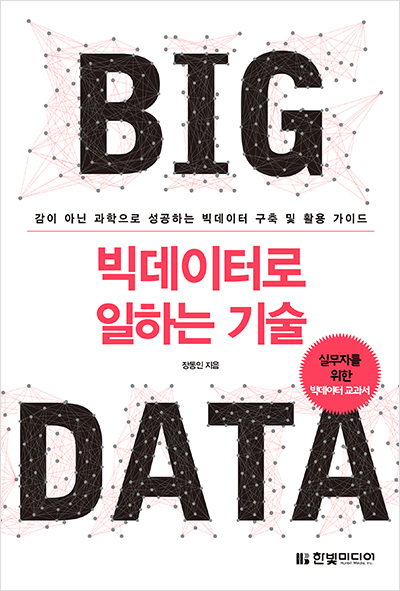 BIG
감이 아닌 과학으로 성공하는 빅데이터 구축 및 활용 가이드
빅데이터로
일하는 기술
장동인 지음
실무자를
위한
빅데이터 교과서
DATA
한빛미디어
Hanbit Media, Inc.